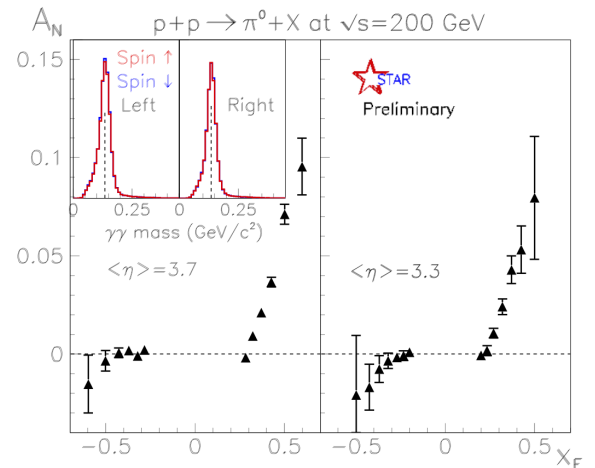 A_N p+p → π⁰+X at √s=200 GeV
0.15
0.1
0.05
0
Spin ↑
Spin ↓
Left
Right
0 0.25 0 0.25
γγ mass (GeV/c²)
<η>=3.7
STAR
Preliminary
<η>=3.3
−0.5 0 0.5 −0.5 0 0.5
X_F